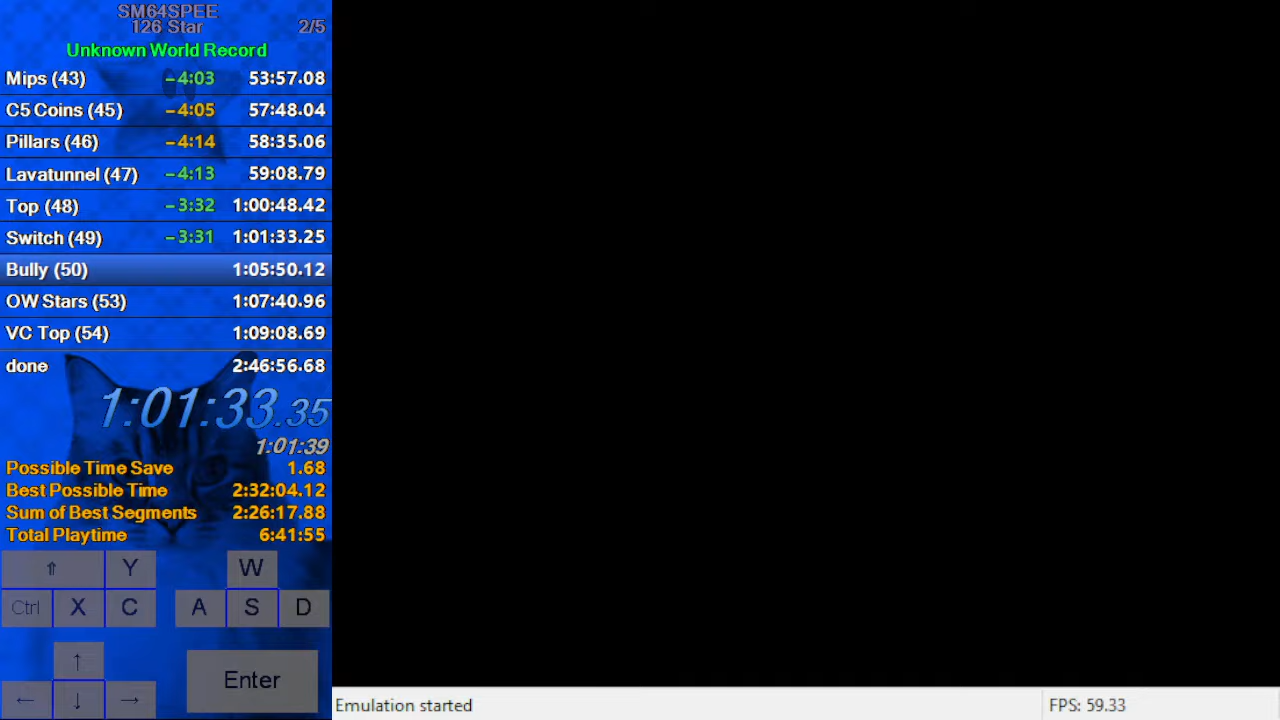 SM64SPEE
126 Star 2/5
Unknown World Record
Mips (43) -4:03 53:57.08
C5 Coins (45) -4:05 57:48.04
Pillars (46) -4:14 58:35.06
Lavatunnel (47) -4:13 59:08.79
Top (48) -3:32 1:00:48.42
Switch (49) -3:31 1:01:33.25
Bully (50) 1:05:50.12
OW Stars (53) 1:07:40.96
VC Top (54) 1:09:08.69
done 2:46:56.68
1:01:33.35
1:01:39
Possible Time Save 1.68
Best Possible Time 2:32:04.12
Sum of Best Segments 2:26:17.88
Total Playtime 6:41:55
⇧ Y W
Ctrl X C A S D
↑ Enter
← ↓ →
Emulation started FPS: 59.33